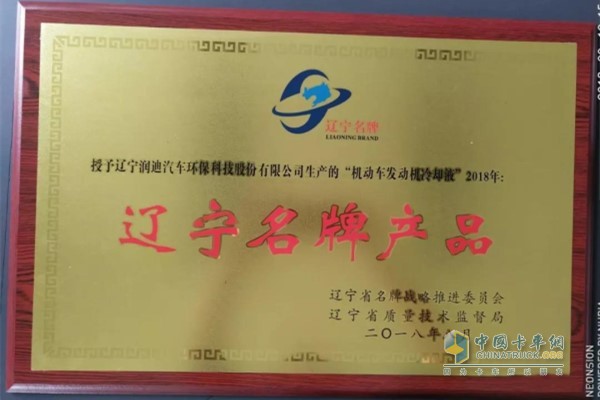 辽宁名牌
LIAONING BRAND
授予辽宁润迪汽车环保科技股份有限公司生产的“机动车发动机冷却液”2018年:
辽宁名牌产品
辽宁省名牌战略推进委员会
辽宁省质量技术监督局
二〇一八年 月
中国卡车网
CHINATRUCK.ORG
NEONSION